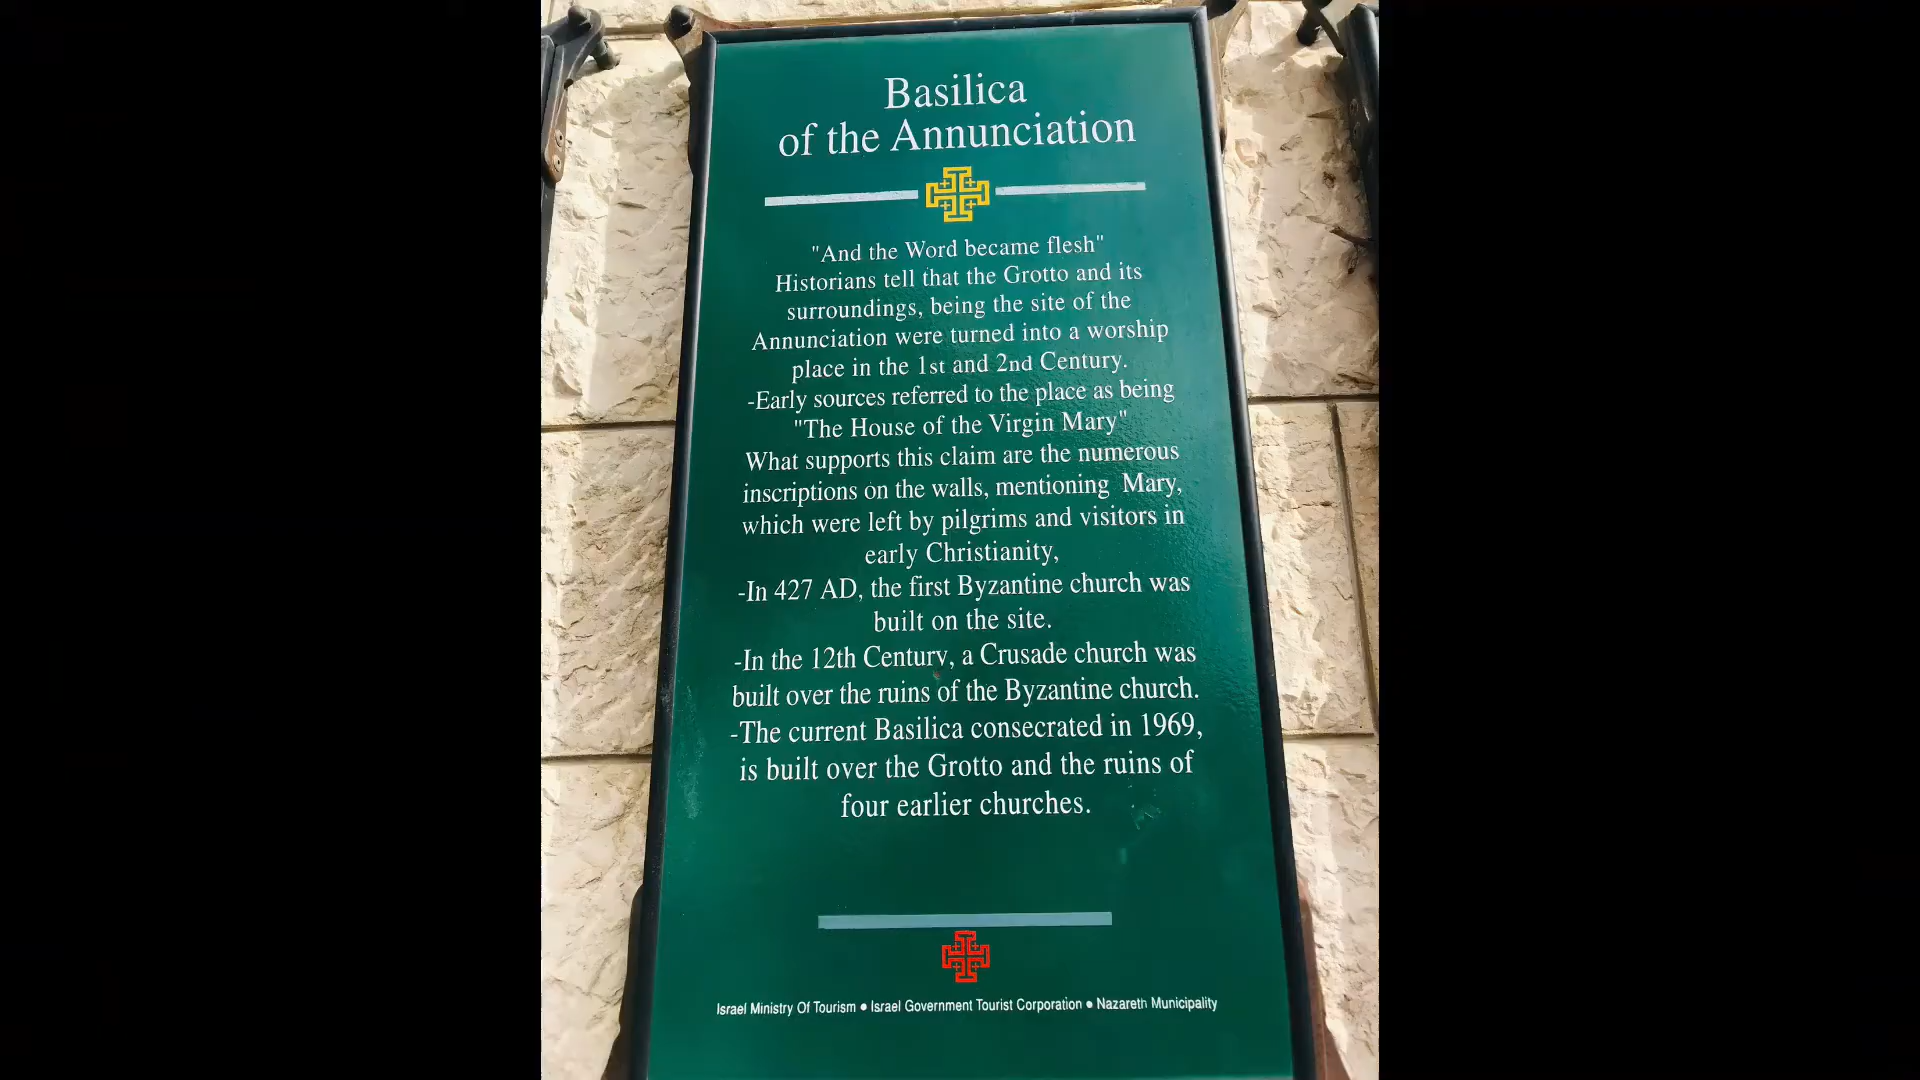 Basilica
of the Annunciation
"And the Word became flesh"
Historians tell that the Grotto and its
surroundings, being the site of the
Annunciation were turned into a worship
place in the 1st and 2nd Century.
-Early sources referred to the place as being
"The House of the Virgin Mary"
What supports this claim are the numerous
inscriptions on the walls, mentioning Mary,
which were left by pilgrims and visitors in
early Christianity,
-In 427 AD, the first Byzantine church was
built on the site.
-In the 12th Century, a Crusade church was
built over the ruins of the Byzantine church.
-The current Basilica consecrated in 1969,
is built over the Grotto and the ruins of
four earlier churches.
Israel Ministry Of Tourism ● Israel Government Tourist Corporation ● Nazareth Municipality